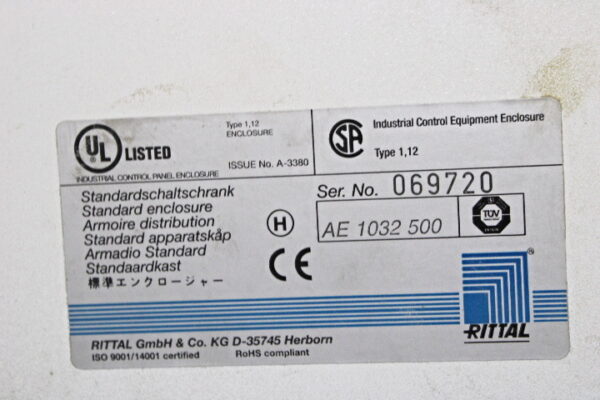 UL LISTED
Type 1,12
ENCLOSURE
ISSUE No. A-3380
INDUSTRIAL CONTROL PANEL ENCLOSURE
SA
Industrial Control Equipment Enclosure
Type 1,12
Standardschaltschrank
Standard enclosure
Armoire distribution
Standard apparatskåp
Armadio Standard
Standaardkast
標準エンクロージャー
H
CE
Ser. No. 069720
AE 1032 500
TÜV
RITTAL ®
RITTAL GmbH & Co. KG D-35745 Herborn
ISO 9001/14001 certified RoHS compliant